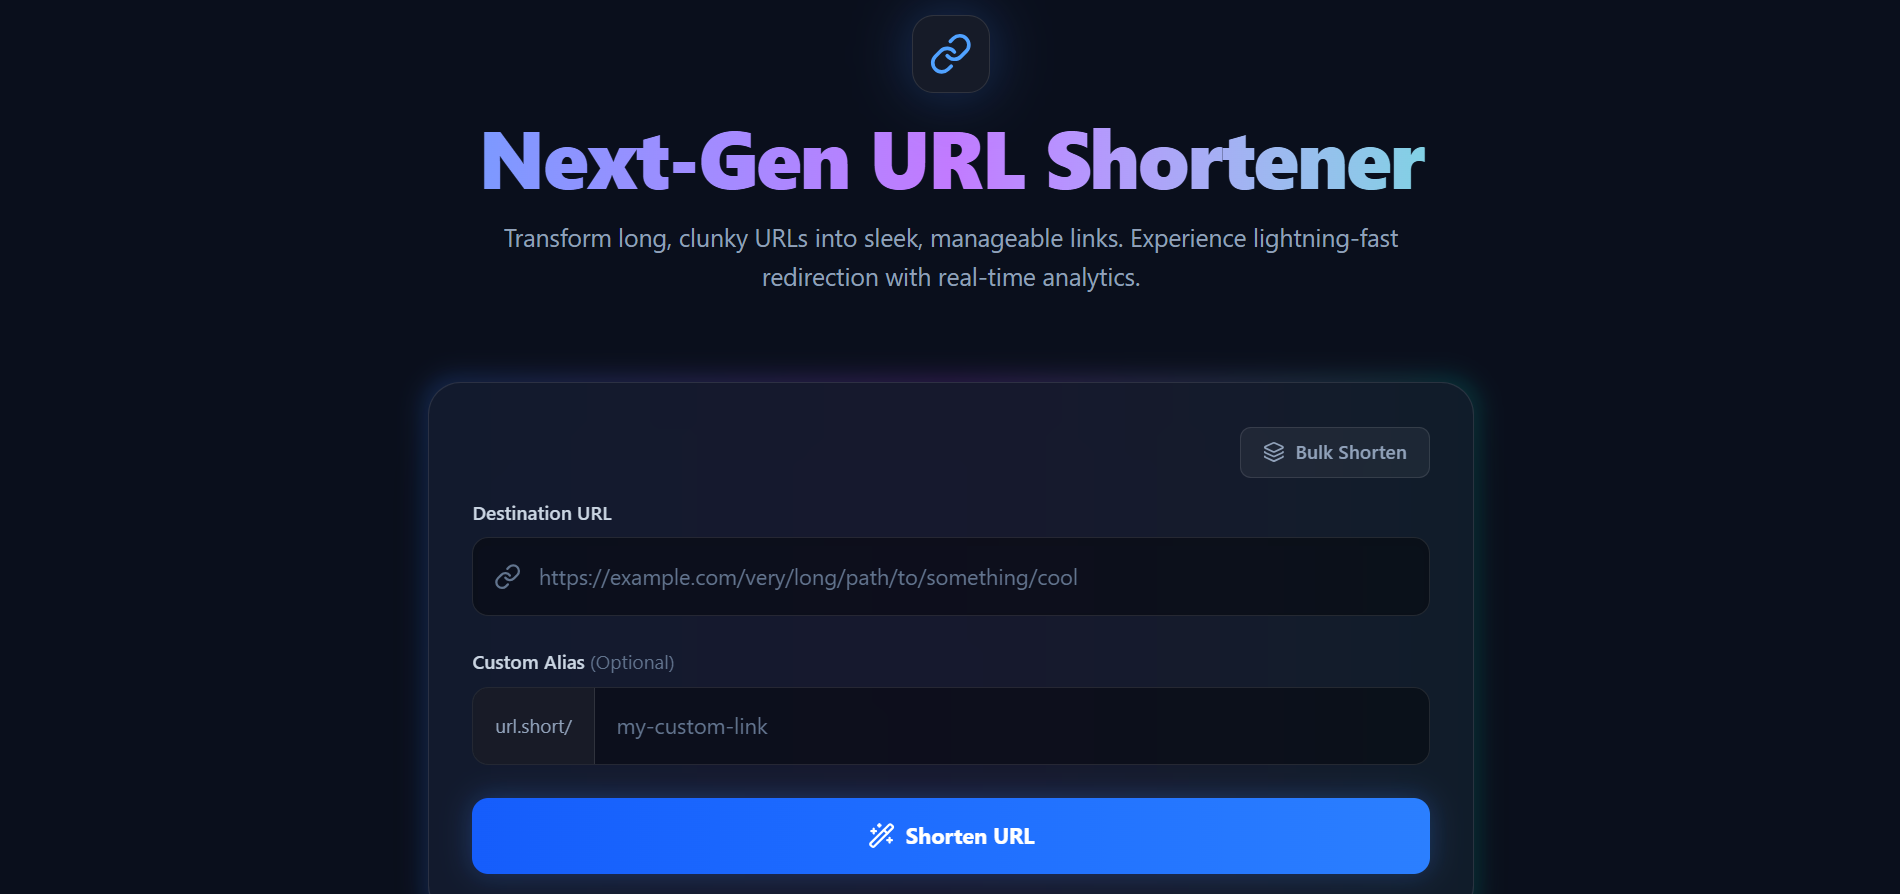 Next-Gen URL Shortener
Transform long, clunky URLs into sleek, manageable links. Experience lightning-fast
redirection with real-time analytics.
Bulk Shorten
Destination URL
https://example.com/very/long/path/to/something/cool
Custom Alias (Optional)
url.short/ my-custom-link
Shorten URL